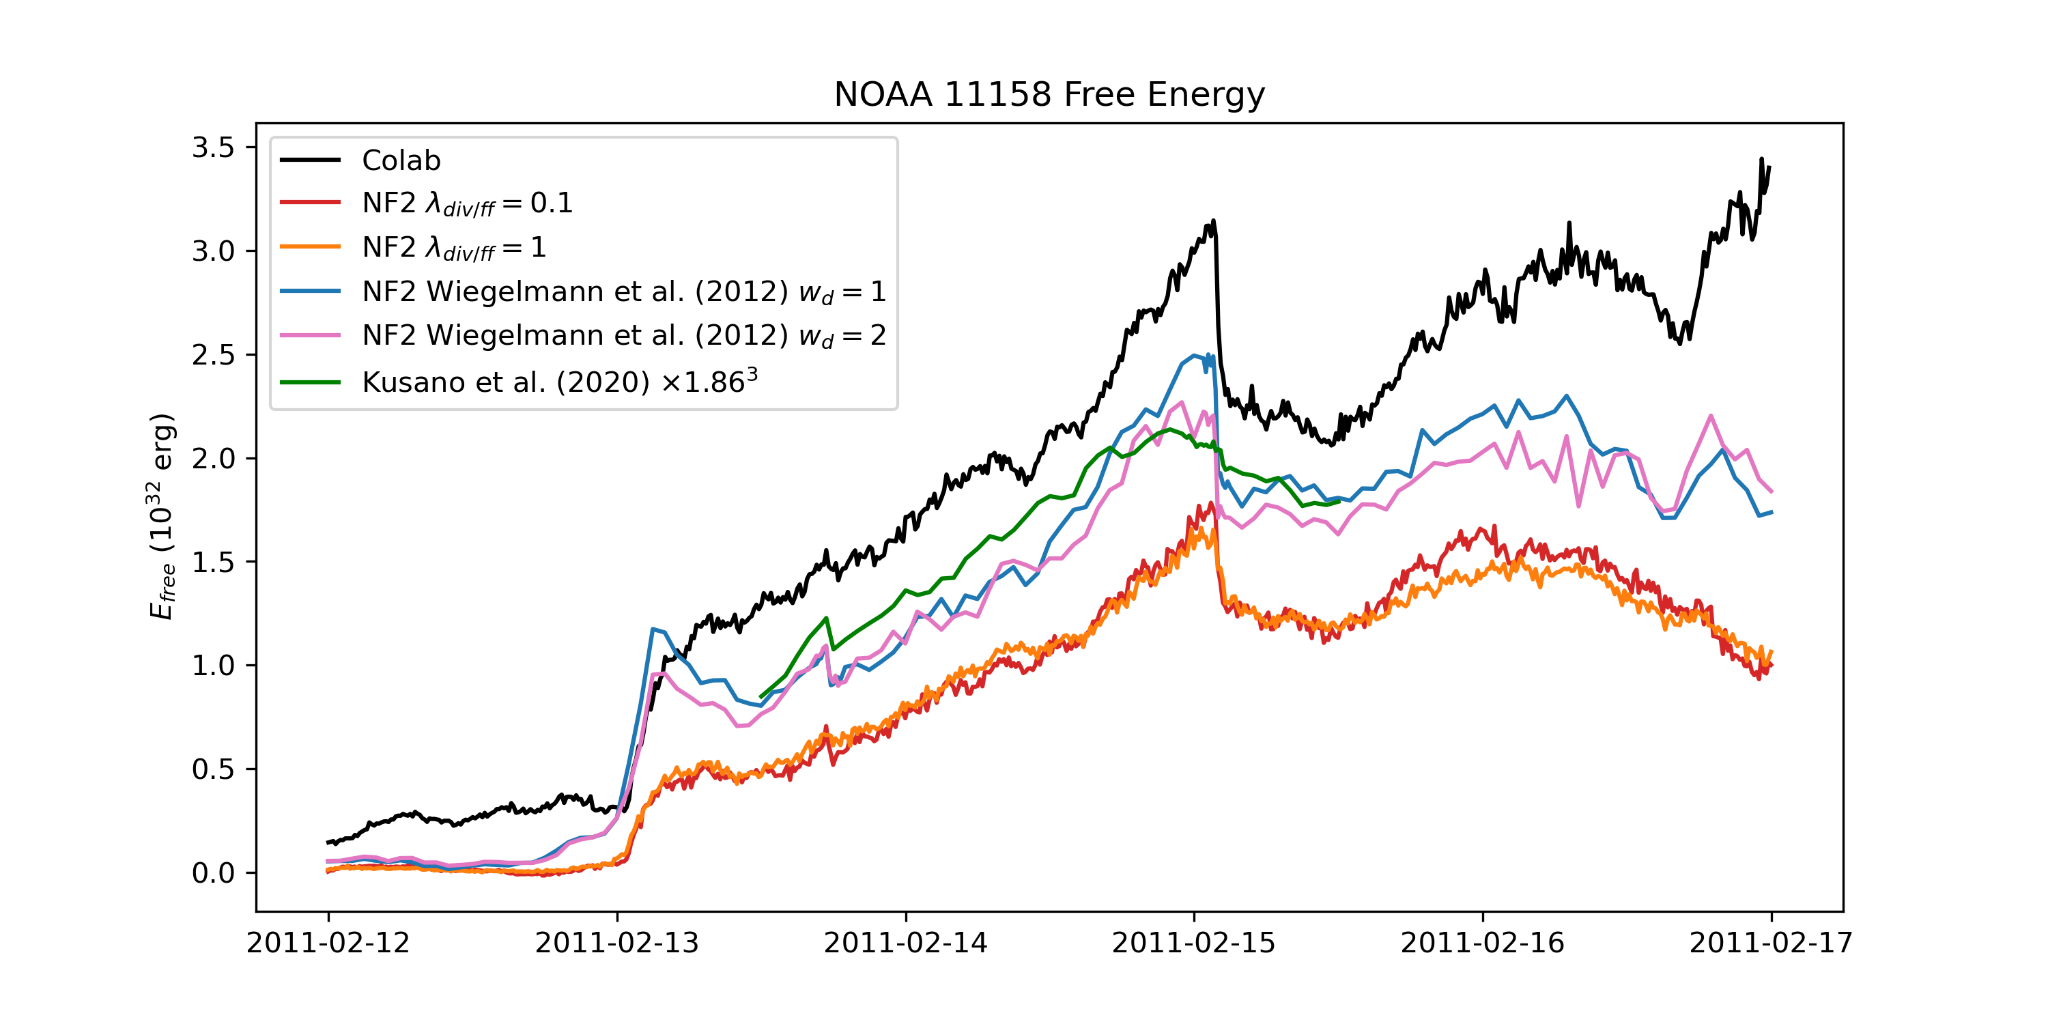 NOAA 11158 Free Energy
Colab
NF2 λdiv/ff = 0.1
NF2 λdiv/ff = 1
NF2 Wiegelmann et al. (2012) wd = 1
NF2 Wiegelmann et al. (2012) wd = 2
Kusano et al. (2020) ×1.86³
Efree (10³² erg)
3.5
3.0
2.5
2.0
1.5
1.0
0.5
0.0
2011-02-12 2011-02-13 2011-02-14 2011-02-15 2011-02-16 2011-02-17